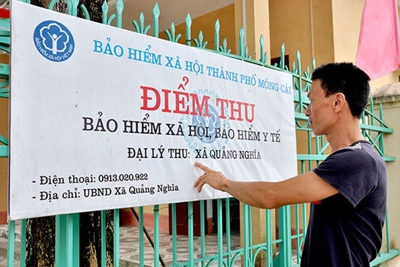 BẢO HIỂM XÃ HỘI THÀNH PHỐ MÓNG CÁI
ĐIỂM THU
BẢO HIỂM XÃ HỘI, BẢO HIỂM Y TẾ
ĐẠI LÝ THU: XÃ QUẢNG NGHĨA
- Điện thoại: 0913.020.922
- Địa chỉ: UBND Xã Quảng Nghĩa